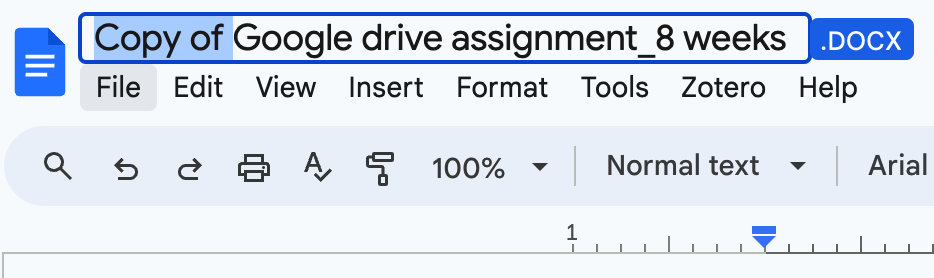 Copy of Google drive assignment_8 weeks .DOCX
File Edit View Insert Format Tools Zotero Help
100% Normal text Arial
1